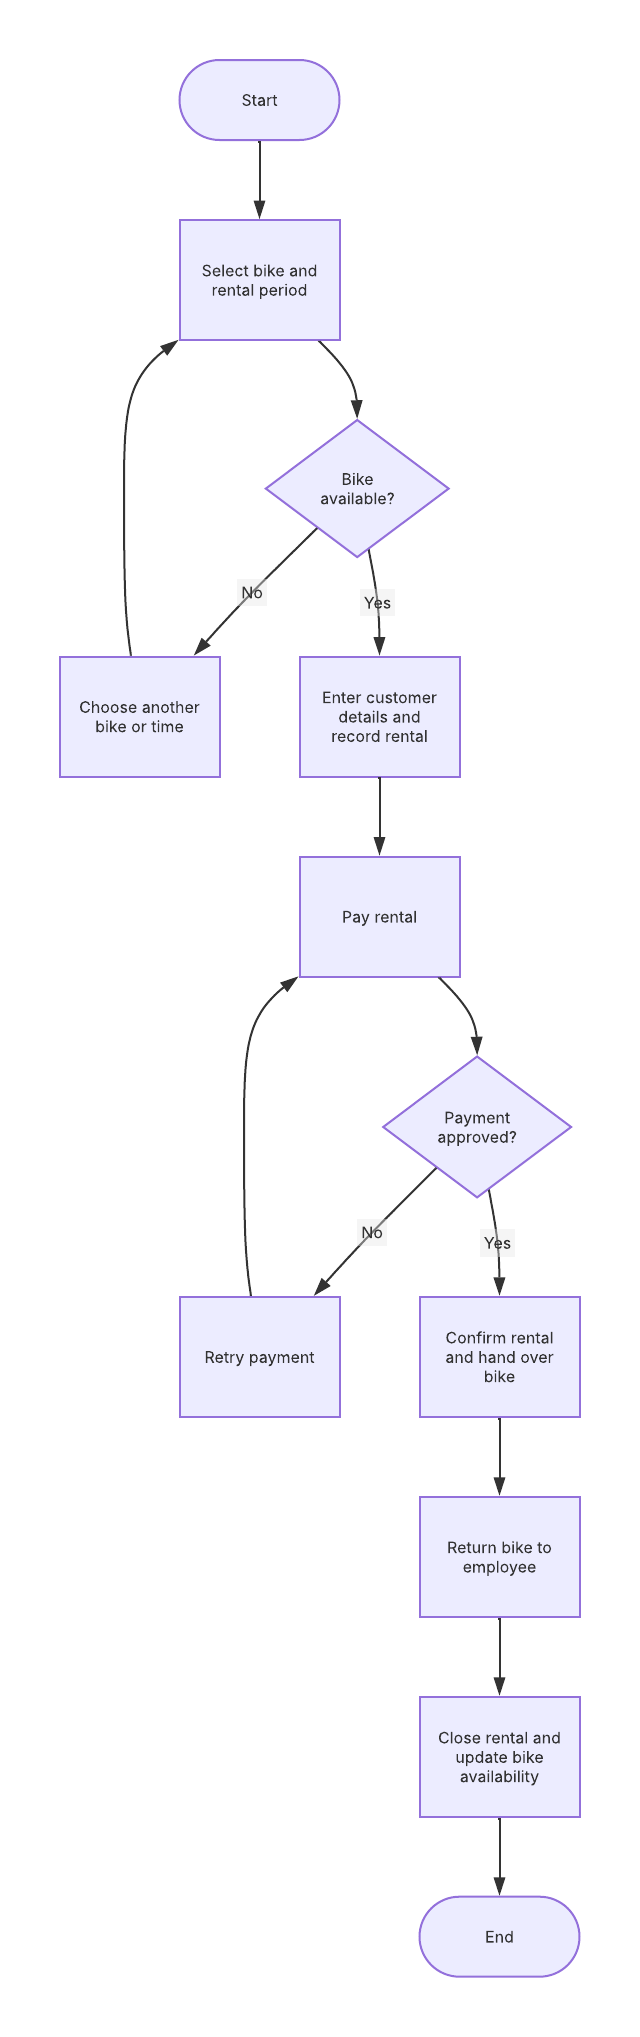 Start
Select bike and
rental period
Bike
available?
No
Yes
Choose another
bike or time
Enter customer
details and
record rental
Pay rental
Payment
approved?
No
Yes
Retry payment
Confirm rental
and hand over
bike
Return bike to
employee
Close rental and
update bike
availability
End